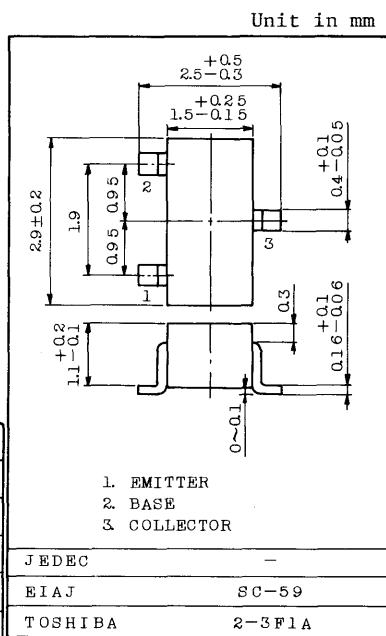 Unit in mm
+0.5
2.5-0.3
+0.25
1.5-0.15
2
3
1
2.9±0.2
1.9
0.95
0.95
+0.1
0.4-0.05
+0.2
1.1-0.1
0.3
+0.1
0.16-0.06
0~0.1
1. EMITTER
2. BASE
3. COLLECTOR
JEDEC –
EIAJ SC-59
TOSHIBA 2-3F1A